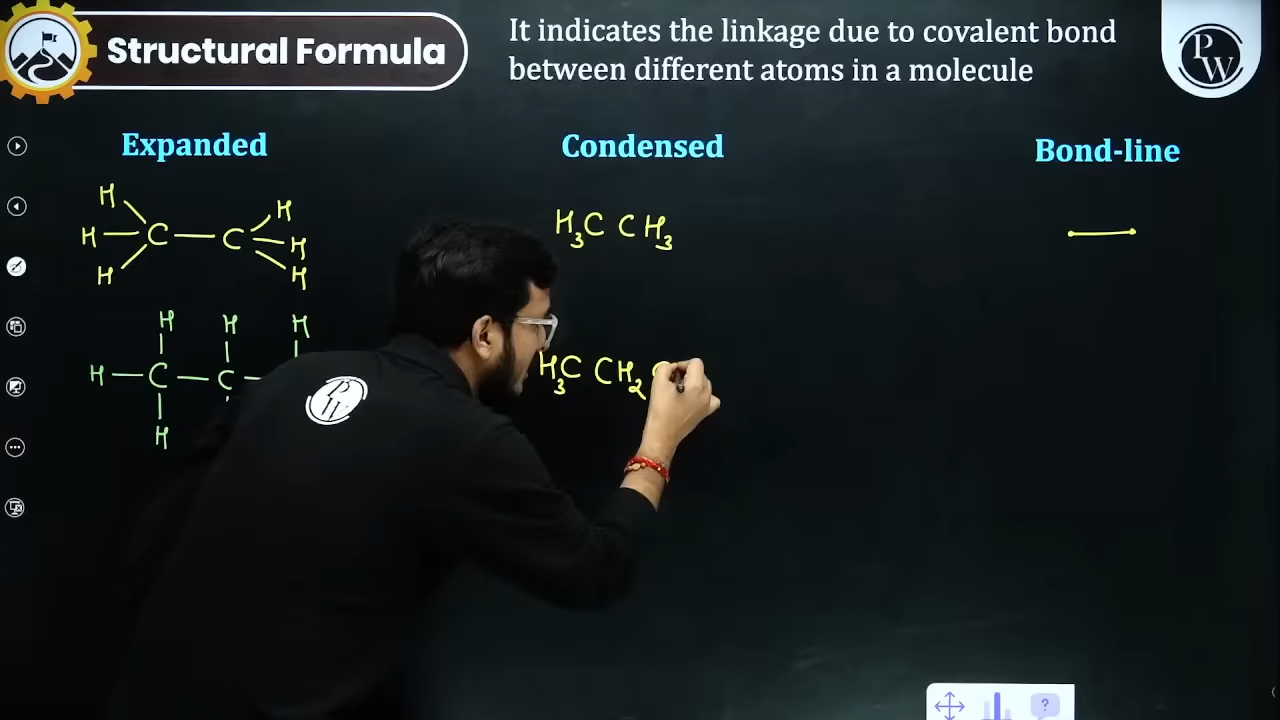 Structural Formula
It indicates the linkage due to covalent bond
between different atoms in a molecule
PW
Expanded
Condensed
Bond-line
H
H
H C C H
H H
H₃C CH₃
H H H
H C C
H
H₃C CH₂ C
PW
?